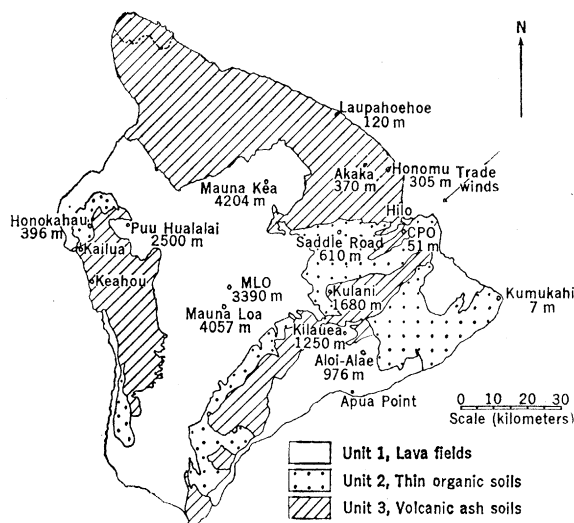 N
Laupahoehoe
120 m
Akaka
370 m
Honomu
305 m
Trade
winds
Mauna Kea
4204 m
Hilo
Honokahau
396 m
Puu Hualalai
2500 m
Saddle Road
610 m
CPO
51 m
Kailua
Keahou
MLO
3390 m
Kulani
1680 m
Kumukahi
7 m
Mauna Loa
4057 m
Kilauea
1250 m
Aloi-Alae
976 m
Apua Point
0 10 20 30
Scale (kilometers)
Unit 1, Lava fields
Unit 2, Thin organic soils
Unit 3, Volcanic ash soils